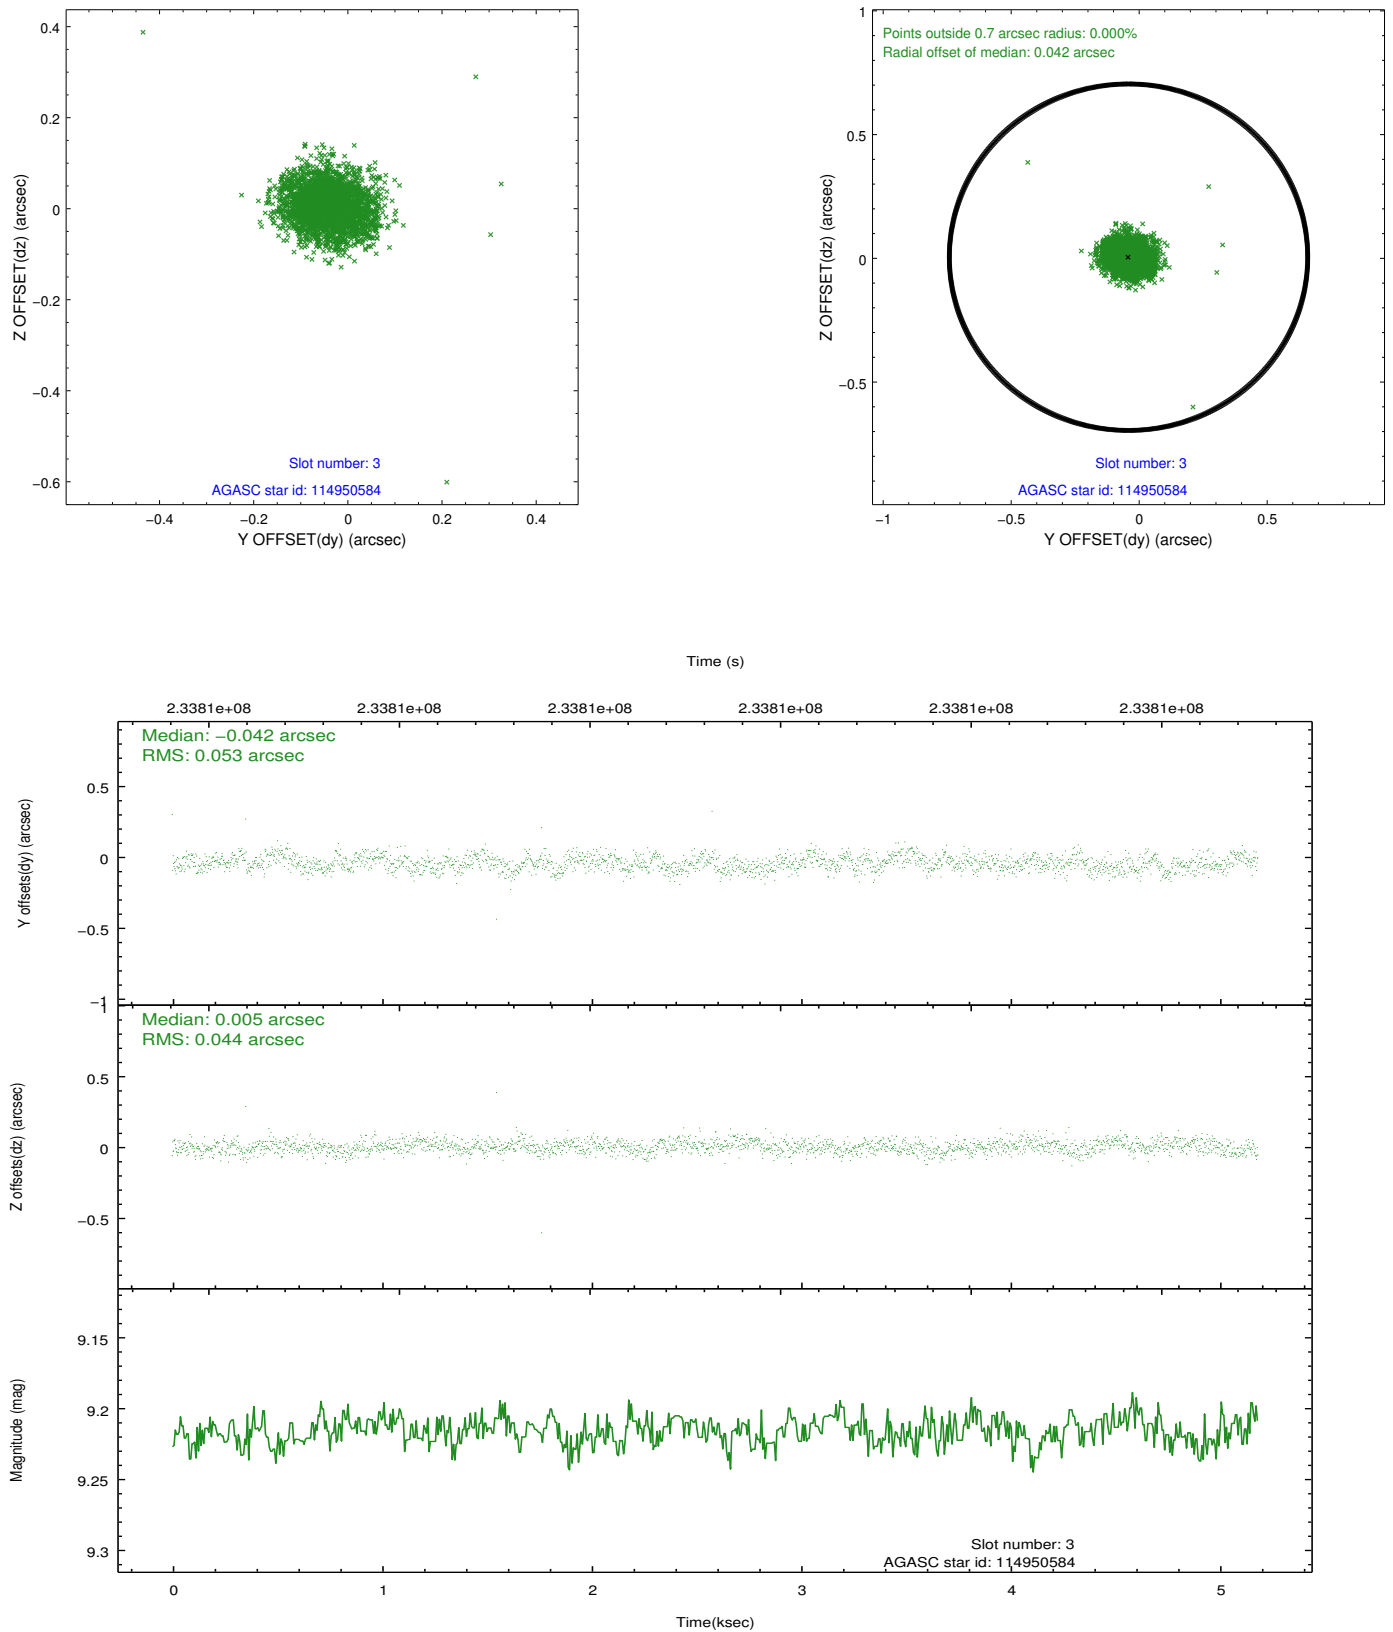 0.4
0.2
0
−0.2
−0.4
−0.6
Z OFFSET(dz) (arcsec)
Slot number: 3
AGASC star id: 114950584
−0.4 −0.2 0 0.2 0.4
Y OFFSET(dy) (arcsec)
1
0.5
0
−0.5
Z OFFSET(dz) (arcsec)
Points outside 0.7 arcsec radius: 0.000%
Radial offset of median: 0.042 arcsec
Slot number: 3
AGASC star id: 114950584
−1 −0.5 0 0.5
Y OFFSET(dy) (arcsec)
Time (s)
2.3381e+08 2.3381e+08 2.3381e+08 2.3381e+08 2.3381e+08 2.3381e+08
Median: −0.042 arcsec
RMS: 0.053 arcsec
0.5
0
−0.5
−1
Y offsets(dy) (arcsec)
1
Median: 0.005 arcsec
RMS: 0.044 arcsec
0.5
0
−0.5
Z offsets(dz) (arcsec)
9.15
9.2
9.25
9.3
Magnitude (mag)
Slot number: 3
AGASC star id: 114950584
0 1 2 3 4 5
Time(ksec)